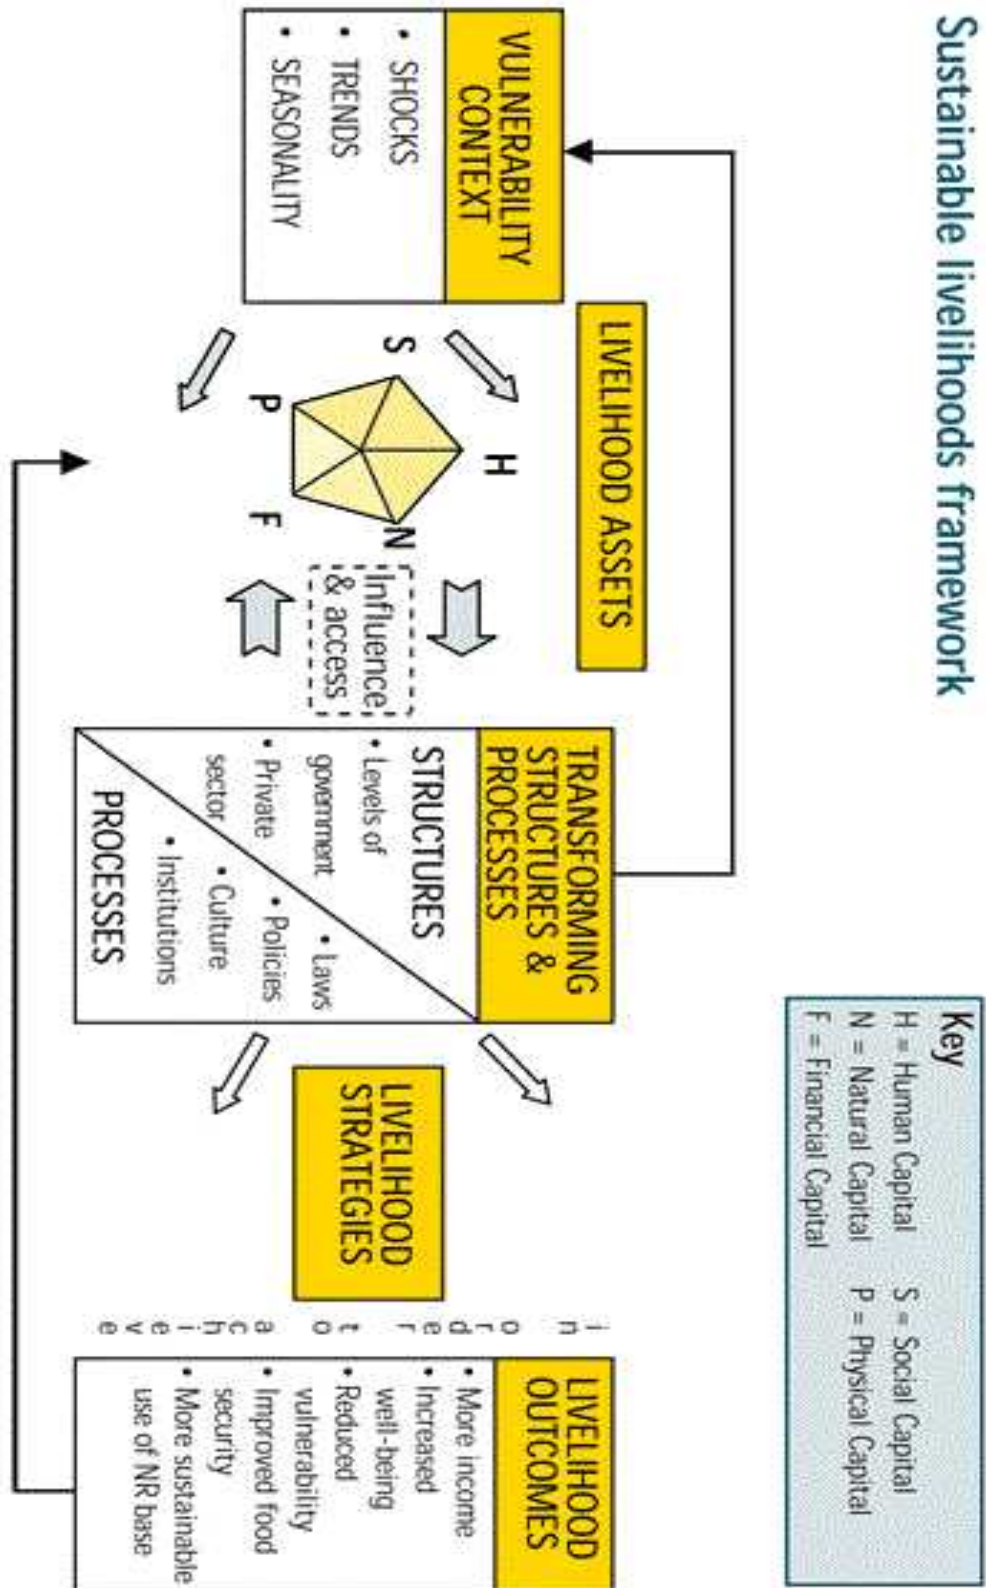 Sustainable livelihoods framework
Key
H = Human Capital S = Social Capital
N = Natural Capital P = Physical Capital
F = Financial Capital
VULNERABILITY
CONTEXT
• SHOCKS
• TRENDS
• SEASONALITY
LIVELIHOOD ASSETS
H
S
N
P
F
Influence
& access
TRANSFORMING
STRUCTURES &
PROCESSES
STRUCTURES
• Levels of
government
• Private
sector
• Laws
• Policies
• Culture
• Institutions
PROCESSES
LIVELIHOOD
STRATEGIES
in order to achieve
LIVELIHOOD
OUTCOMES
• More income
• Increased
well-being
• Reduced
vulnerability
• Improved food
security
• More sustainable
use of NR base